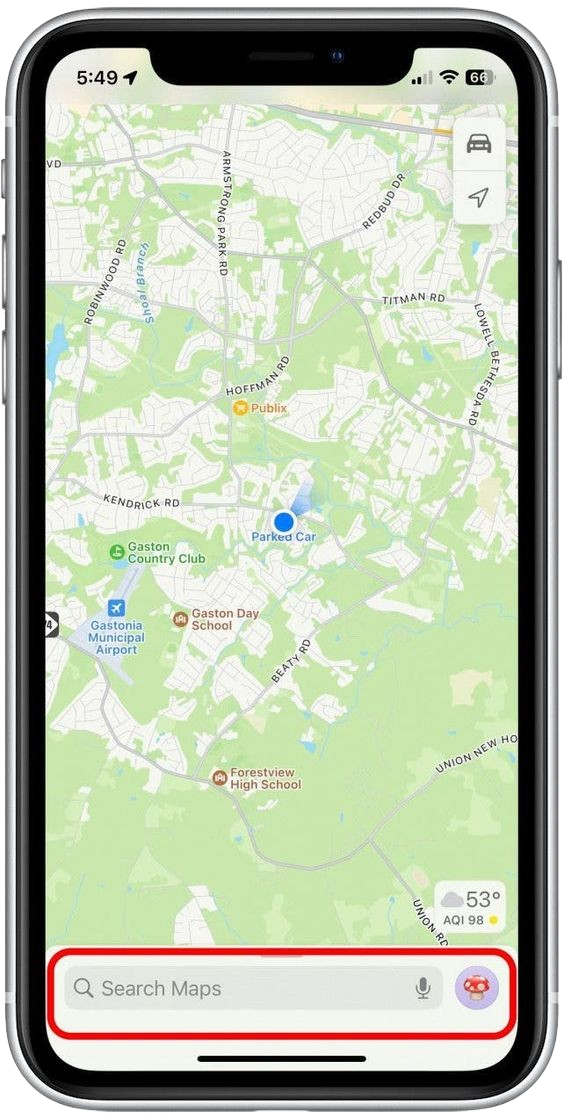 5:49
66
VD
ARMSTRONG PARK RD
REDBUD DR
ROBINWOOD RD
Shoal Branch
TITMAN RD
LOWELL BETHESDA RD
HOFFMAN RD
Publix
KENDRICK RD
Parked Car
Gaston
Country Club
Gastonia
Municipal
Airport
Gaston Day
School
BEATY RD
Forestview
High School
UNION NEW HO
53°
AQI 98
UNION RD
Search Maps